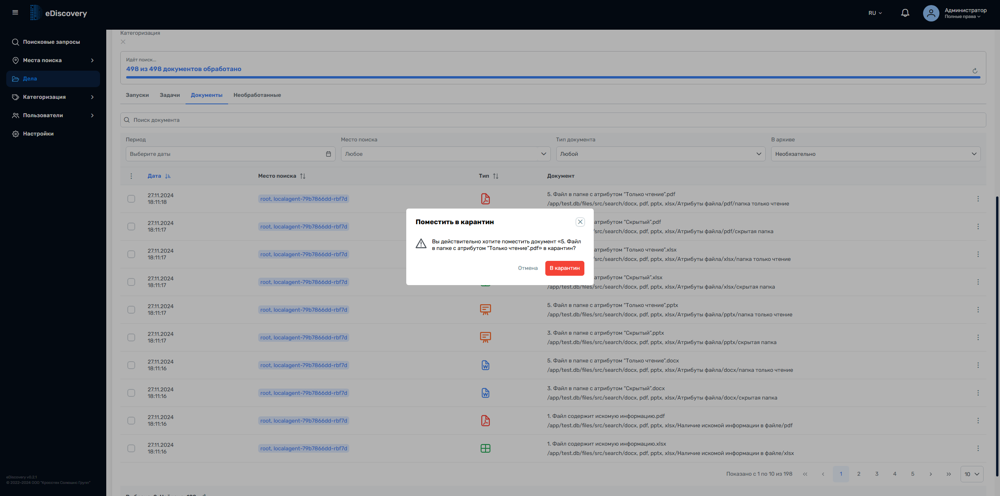 eDiscovery
RU
Администратор
Полные права
Поисковые запросы
Места поиска
Дела
Категоризация
Пользователи
Настройки
eDiscovery v0.2.1
© 2022-2024 ООО "Кросстех Солюшнс Групп"
Категоризация
Идёт поиск...
498 из 498 документов обработано
Запуски Задачи Документы Необработанные
Поиск документа
Период Место поиска Тип документа В архиве
Выберите даты Любое Любой Необязательно
Дата Место поиска Тип Документ
27.11.2024
18:11:18
root, localagent-79b7866dd-rbf7d
5. Файл в папке с атрибутом “Только чтение”.pdf
/app/test.db/files/src/search/docx, pdf, pptx, xlsx/Атрибуты файла/pdf/папка только чтение
27.11.2024
18:11:17
root, localagent-79b7866dd-rbf7d
атрибутом “Скрытый”.pdf
/src/search/docx, pdf, pptx, xlsx/Атрибуты файла/pdf/скрытая папка
27.11.2024
18:11:17
root, localagent-79b7866dd-rbf7d
атрибутом “Только чтение”.xlsx
/src/search/docx, pdf, pptx, xlsx/Атрибуты файла/xlsx/папка только чтение
27.11.2024
18:11:17
root, localagent-79b7866dd-rbf7d
атрибутом “Скрытый”.xlsx
/app/test.db/files/src/search/docx, pdf, pptx, xlsx/Атрибуты файла/xlsx/скрытая папка
27.11.2024
18:11:17
root, localagent-79b7866dd-rbf7d
5. Файл в папке с атрибутом “Только чтение”.pptx
/app/test.db/files/src/search/docx, pdf, pptx, xlsx/Атрибуты файла/pptx/папка только чтение
27.11.2024
18:11:17
root, localagent-79b7866dd-rbf7d
3. Файл в папке с атрибутом “Скрытый”.pptx
/app/test.db/files/src/search/docx, pdf, pptx, xlsx/Атрибуты файла/pptx/скрытая папка
27.11.2024
18:11:16
root, localagent-79b7866dd-rbf7d
5. Файл в папке с атрибутом “Только чтение”.docx
/app/test.db/files/src/search/docx, pdf, pptx, xlsx/Атрибуты файла/docx/папка только чтение
27.11.2024
18:11:16
root, localagent-79b7866dd-rbf7d
3. Файл в папке с атрибутом “Скрытый”.docx
/app/test.db/files/src/search/docx, pdf, pptx, xlsx/Атрибуты файла/docx/скрытая папка
27.11.2024
18:11:16
root, localagent-79b7866dd-rbf7d
1. Файл содержит искомую информацию.pdf
/app/test.db/files/src/search/docx, pdf, pptx, xlsx/Наличие искомой информации в файле/pdf
27.11.2024
18:11:16
root, localagent-79b7866dd-rbf7d
1. Файл содержит искомую информацию.xlsx
/app/test.db/files/src/search/docx, pdf, pptx, xlsx/Наличие искомой информации в файле/xlsx
Показано с 1 по 10 из 198 « ‹ 1 2 3 4 5 › » 10
Поместить в карантин
Вы действительно хотите поместить документ «5. Файл
в папке с атрибутом “Только чтение”.pdf» в карантин?
Отмена В карантин